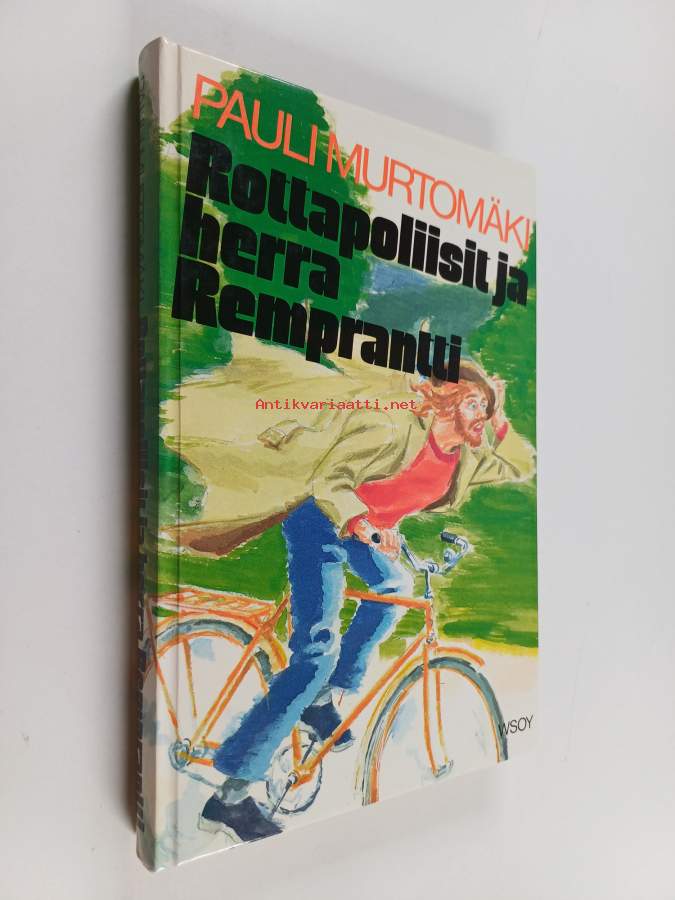 PAULI MURTOMÄKI
Rottapoliisit ja
herra
Remprantti
Antikvariaatti.net
WSOY